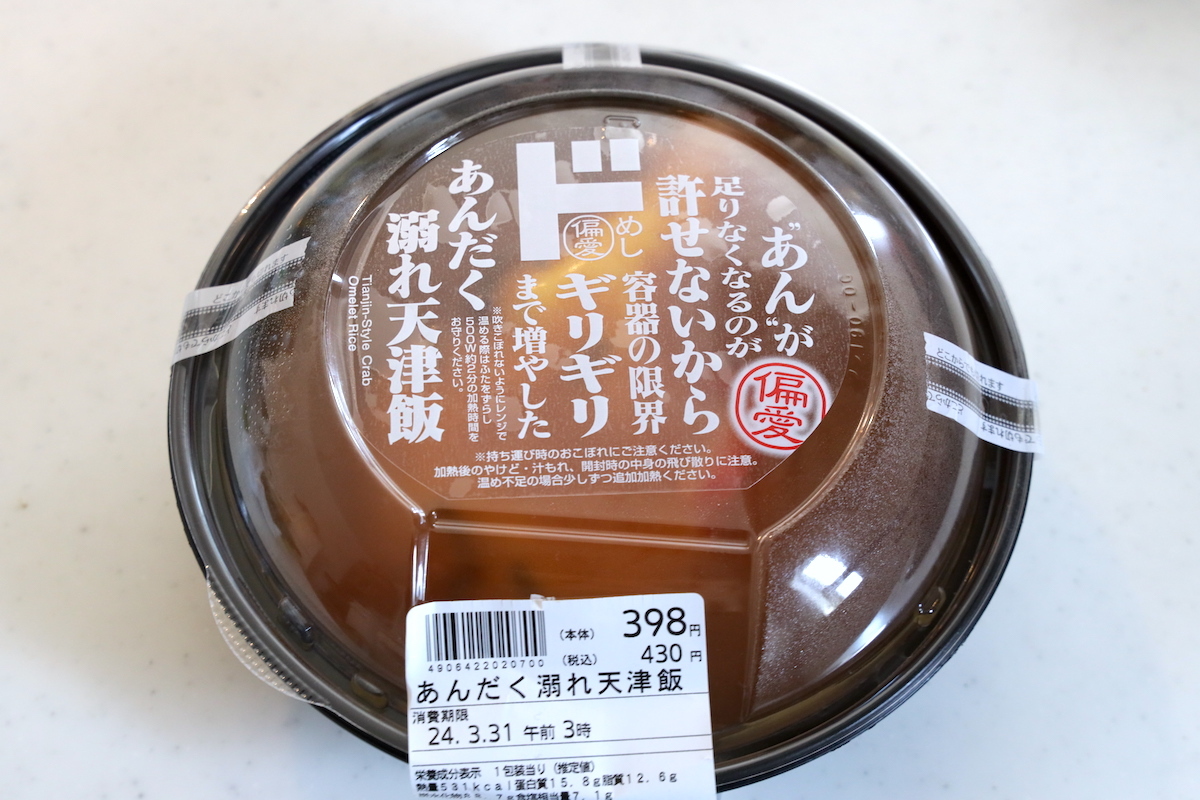 “あん”が
足りなくなるのが
許せないから
容器の限界
ギリギリ
まで増やした
ド
偏愛
めし
あんだく
溺れ天津飯
Tianjin-Style Crab
Omelet Rice
※吹きこぼれないようにレンジで
温める際はふたをずらし
500W約2分の加熱時間を
お守りください。
偏愛
※持ち運び時のおこぼれにご注意ください。
加熱後のやけど・汁もれ、開封時の中身の飛び散りに注意。
温め不足の場合少しずつ追加加熱ください。
どこからでも切れます
4906422020700
(本体) 398円
(税込) 430円
あんだく溺れ天津飯
消費期限
24. 3.31 午前 3時
栄養成分表示 1包装当り(推定値)
熱量531kcal蛋白質15.8g脂質12.6g
食塩相当量7.1g